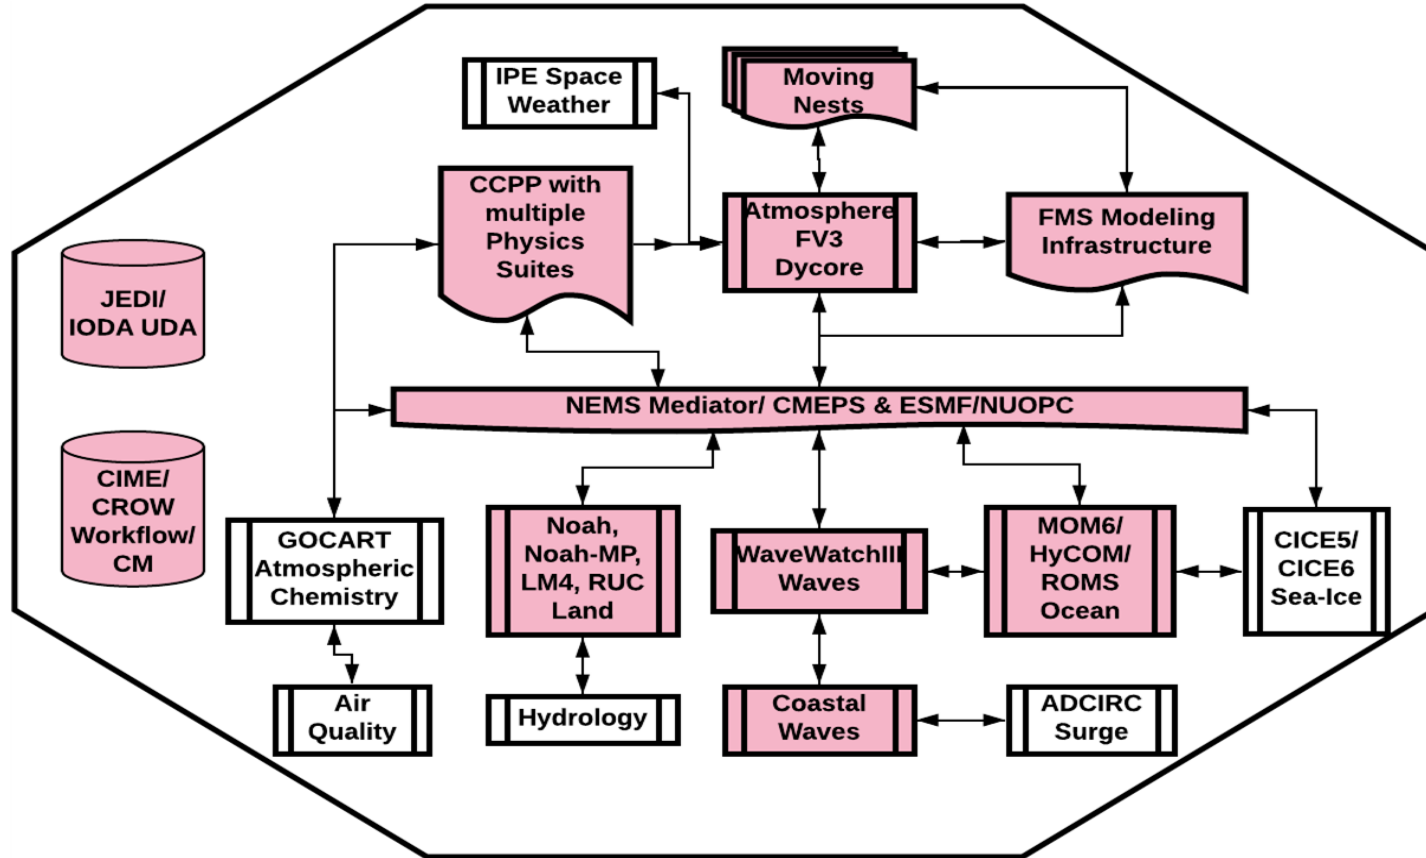 IPE Space
Weather
Moving
Nests
CCPP with
multiple
Physics
Suites
Atmosphere
FV3
Dycore
FMS Modeling
Infrastructure
JEDI/
IODA UDA
NEMS Mediator/ CMEPS & ESMF/NUOPC
CIME/
CROW
Workflow/
CM
GOCART
Atmospheric
Chemistry
Noah,
Noah-MP,
LM4, RUC
Land
WaveWatchIII
Waves
MOM6/
HyCOM/
ROMS
Ocean
CICE5/
CICE6
Sea-Ice
Air
Quality
Hydrology
Coastal
Waves
ADCIRC
Surge